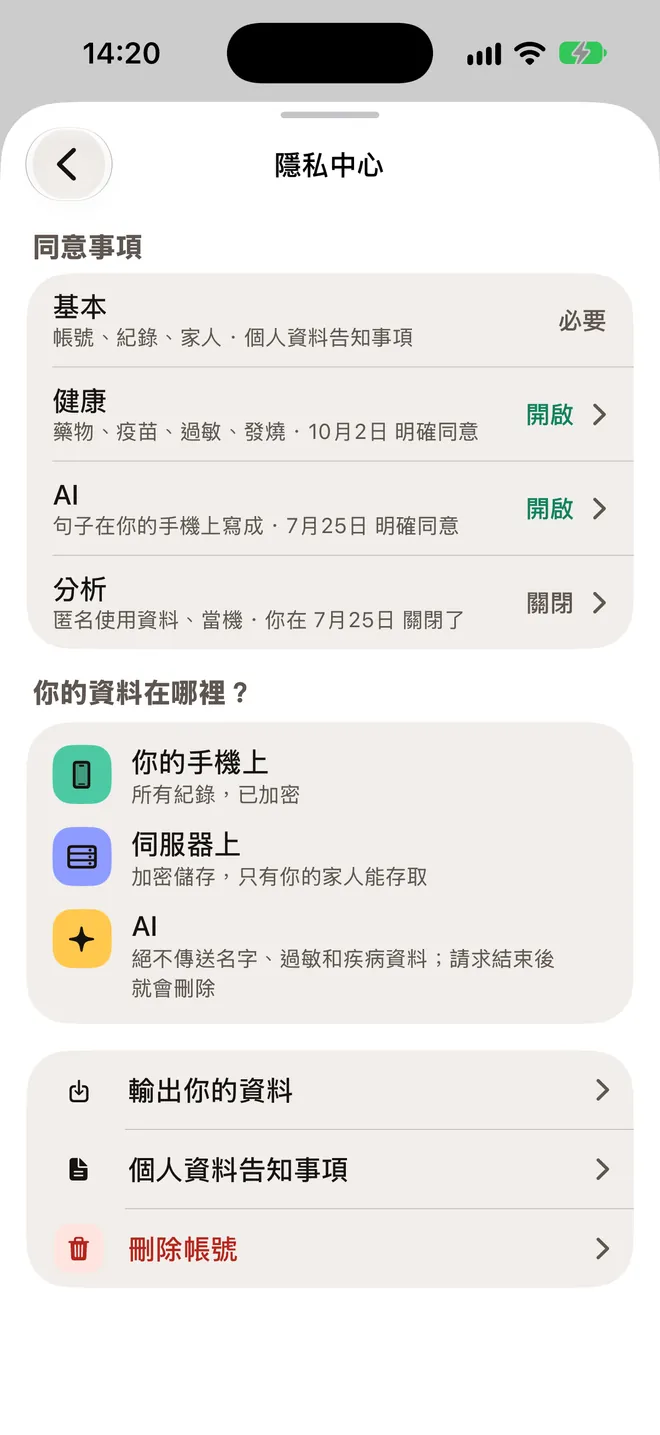 14:20
隱私中心
同意事項
基本
帳號、紀錄、家人·個人資料告知事項
必要
健康
藥物、疫苗、過敏、發燒·10月2日 明確同意
開啟
AI
句子在你的手機上寫成·7月25日 明確同意
開啟
分析
匿名使用資料、當機·你在 7月25日 關閉了
關閉
你的資料在哪裡？
你的手機上
所有紀錄，已加密
伺服器上
加密儲存，只有你的家人能存取
AI
絕不傳送名字、過敏和疾病資料；請求結束後
就會刪除
輸出你的資料
個人資料告知事項
刪除帳號